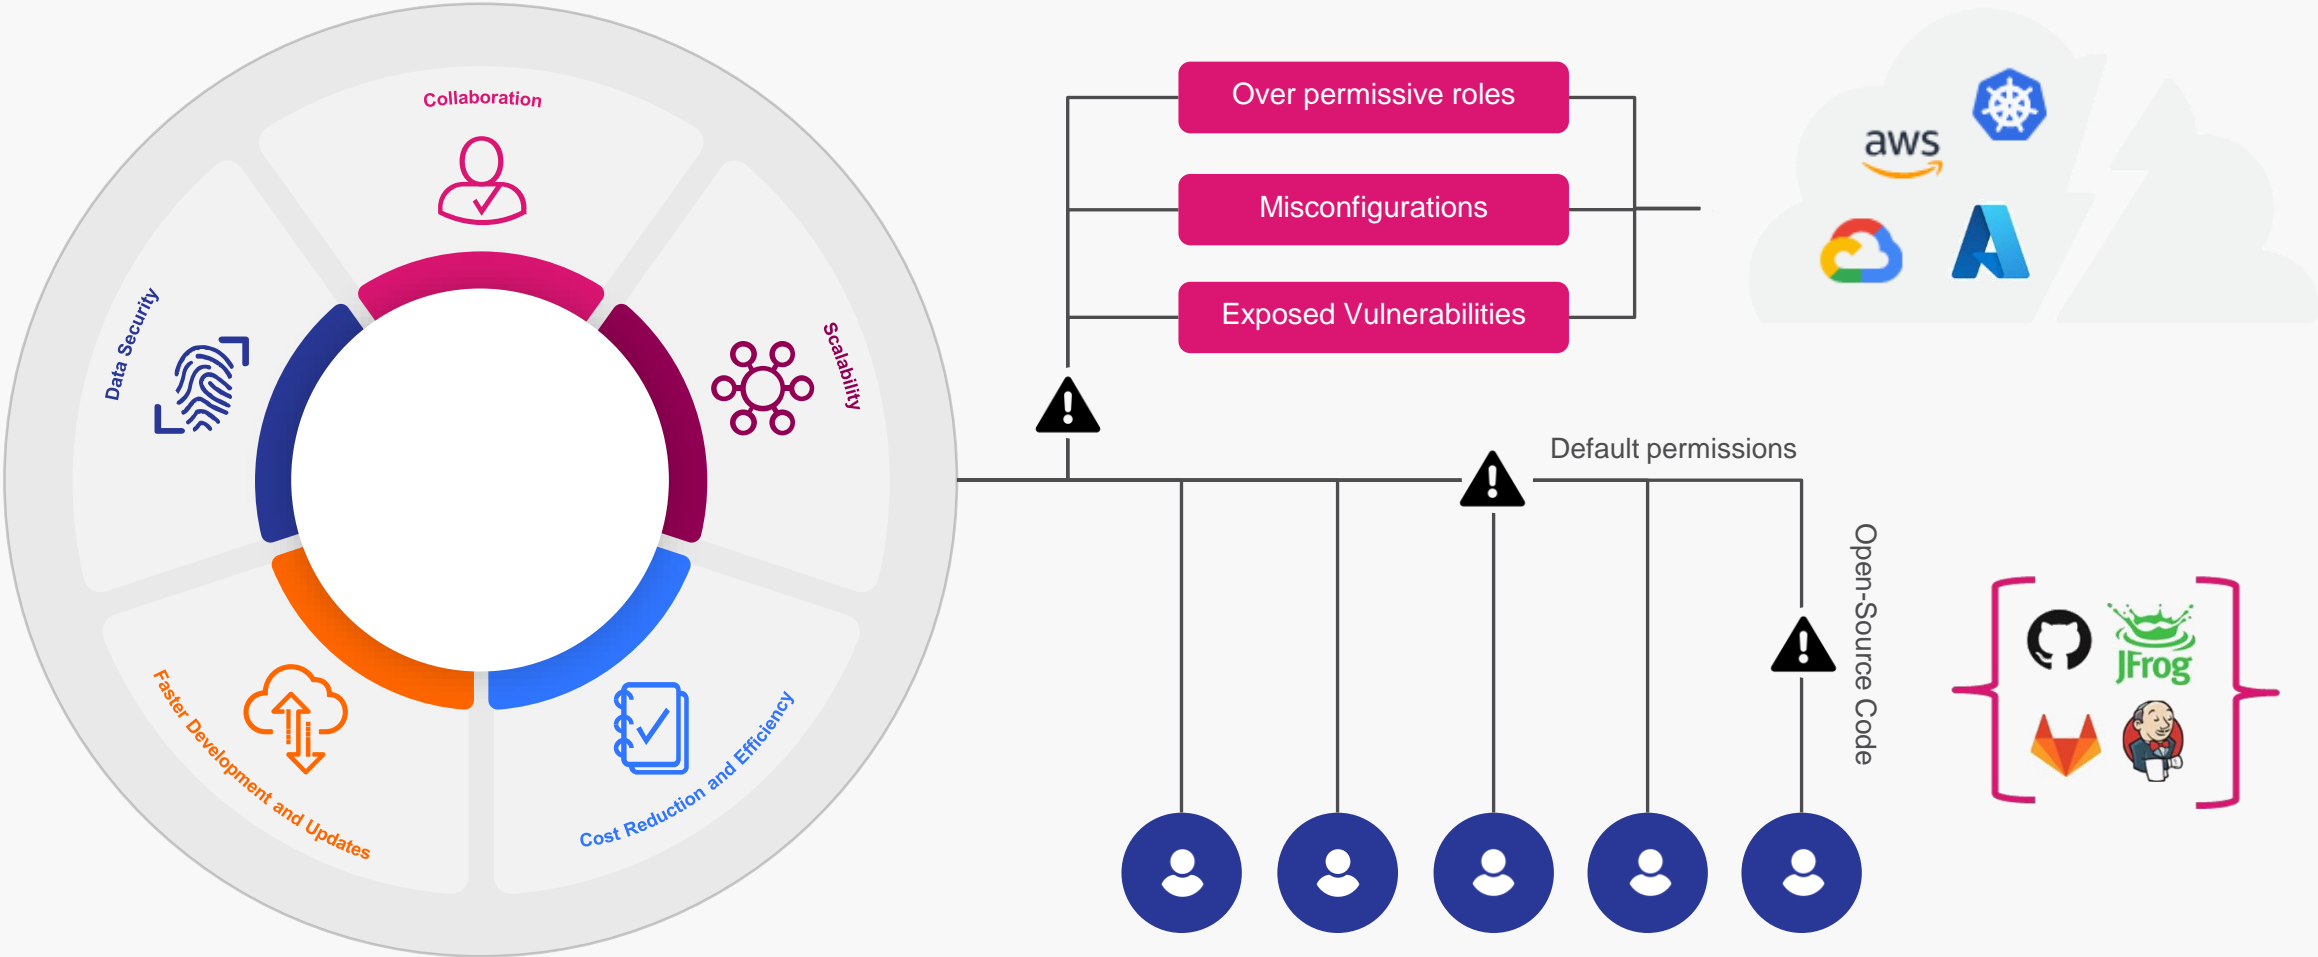 Collaboration
Data Security
Scalability
Faster Development and Updates
Cost Reduction and Efficiency
Over permissive roles
Misconfigurations
Exposed Vulnerabilities
Default permissions
Open-Source Code
aws
JFrog